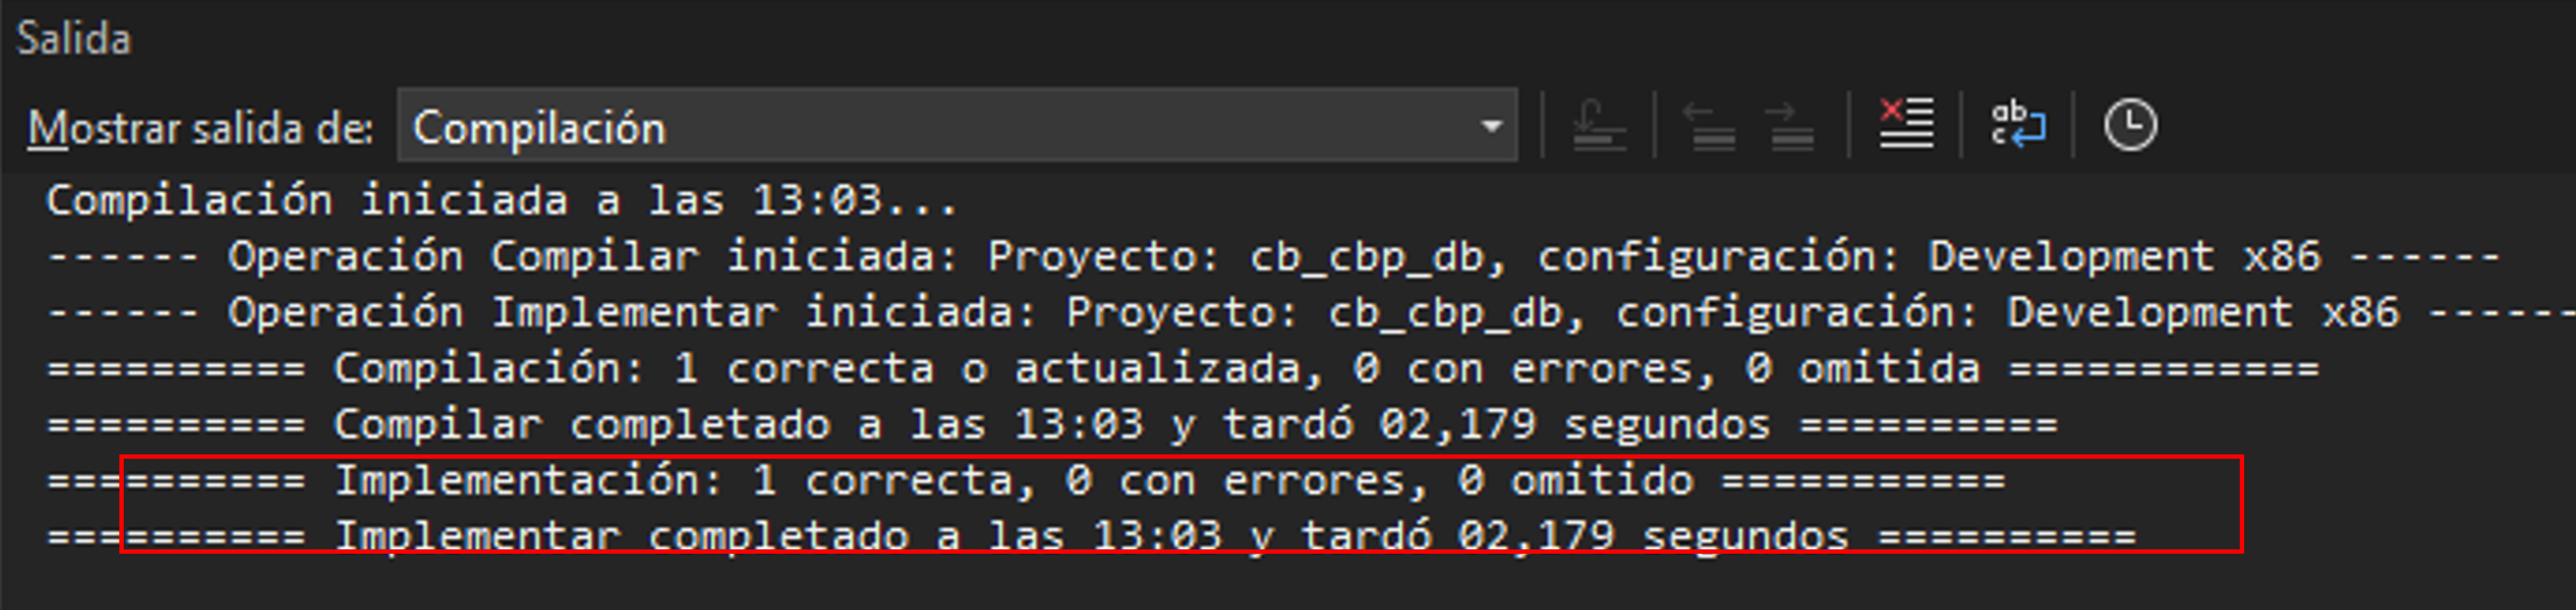 Salida
Mostrar salida de: Compilación
Compilación iniciada a las 13:03...
------ Operación Compilar iniciada: Proyecto: cb_cbp_db, configuración: Development x86 ------
------ Operación Implementar iniciada: Proyecto: cb_cbp_db, configuración: Development x86 ------
========== Compilación: 1 correcta o actualizada, 0 con errores, 0 omitida ============
========== Compilar completado a las 13:03 y tardó 02,179 segundos ==========
========== Implementación: 1 correcta, 0 con errores, 0 omitido ===========
========== Implementar completado a las 13:03 y tardó 02,179 segundos ==========